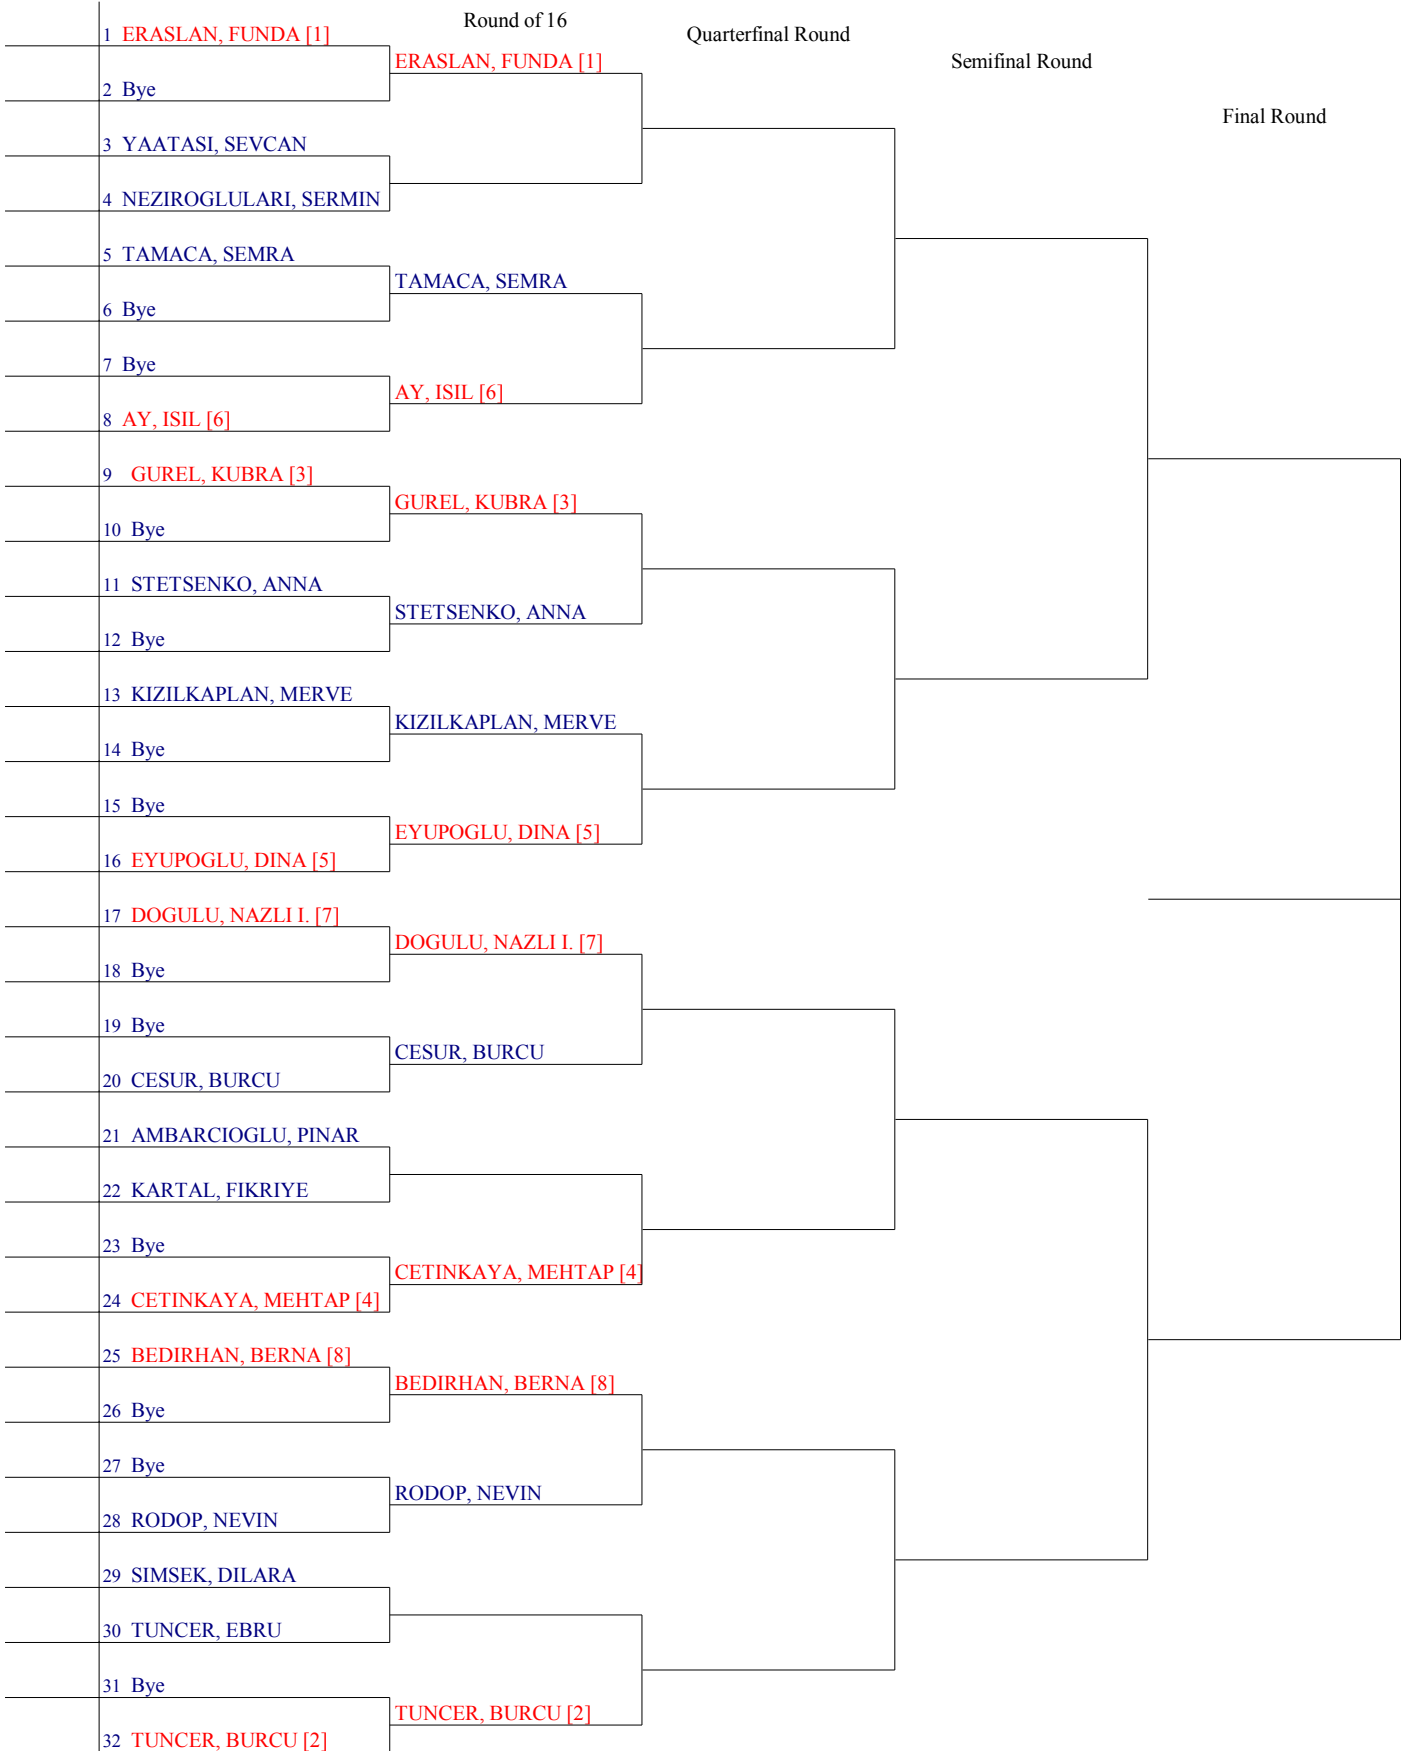 Round of 16
Quarterfinal Round
Semifinal Round
Final Round
1 ERASLAN, FUNDA [1]
ERASLAN, FUNDA [1]
2 Bye
3 YAATASI, SEVCAN
4 NEZIROGLULARI, SERMIN
5 TAMACA, SEMRA
TAMACA, SEMRA
6 Bye
7 Bye
AY, ISIL [6]
8 AY, ISIL [6]
9 GUREL, KUBRA [3]
GUREL, KUBRA [3]
10 Bye
11 STETSENKO, ANNA
STETSENKO, ANNA
12 Bye
13 KIZILKAPLAN, MERVE
KIZILKAPLAN, MERVE
14 Bye
15 Bye
EYUPOGLU, DINA [5]
16 EYUPOGLU, DINA [5]
17 DOGULU, NAZLI I. [7]
DOGULU, NAZLI I. [7]
18 Bye
19 Bye
CESUR, BURCU
20 CESUR, BURCU
21 AMBARCIOGLU, PINAR
22 KARTAL, FIKRIYE
23 Bye
CETINKAYA, MEHTAP [4]
24 CETINKAYA, MEHTAP [4]
25 BEDIRHAN, BERNA [8]
BEDIRHAN, BERNA [8]
26 Bye
27 Bye
RODOP, NEVIN
28 RODOP, NEVIN
29 SIMSEK, DILARA
30 TUNCER, EBRU
31 Bye
TUNCER, BURCU [2]
32 TUNCER, BURCU [2]